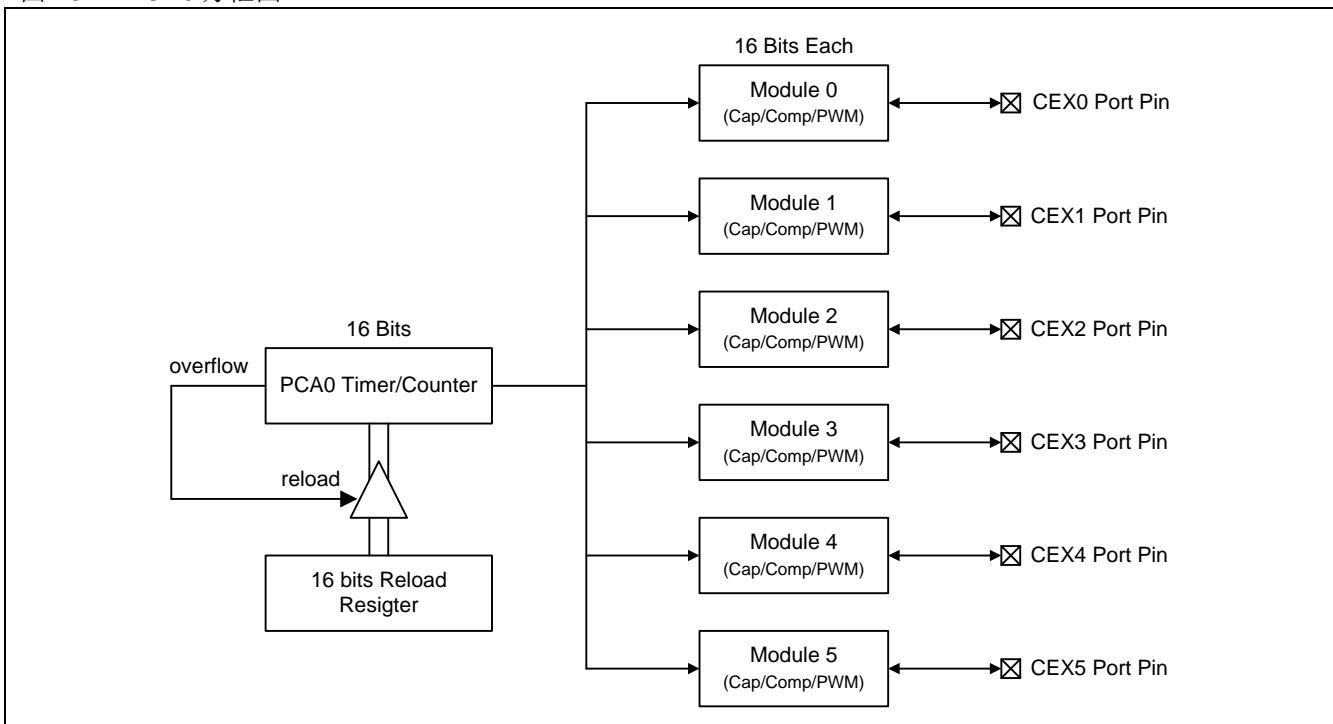 16 Bits Each
Module 0
(Cap/Comp/PWM)
CEX0 Port Pin
Module 1
(Cap/Comp/PWM)
CEX1 Port Pin
Module 2
(Cap/Comp/PWM)
CEX2 Port Pin
16 Bits
overflow
PCA0 Timer/Counter
Module 3
(Cap/Comp/PWM)
CEX3 Port Pin
reload
Module 4
(Cap/Comp/PWM)
CEX4 Port Pin
16 bits Reload
Resigter
Module 5
(Cap/Comp/PWM)
CEX5 Port Pin